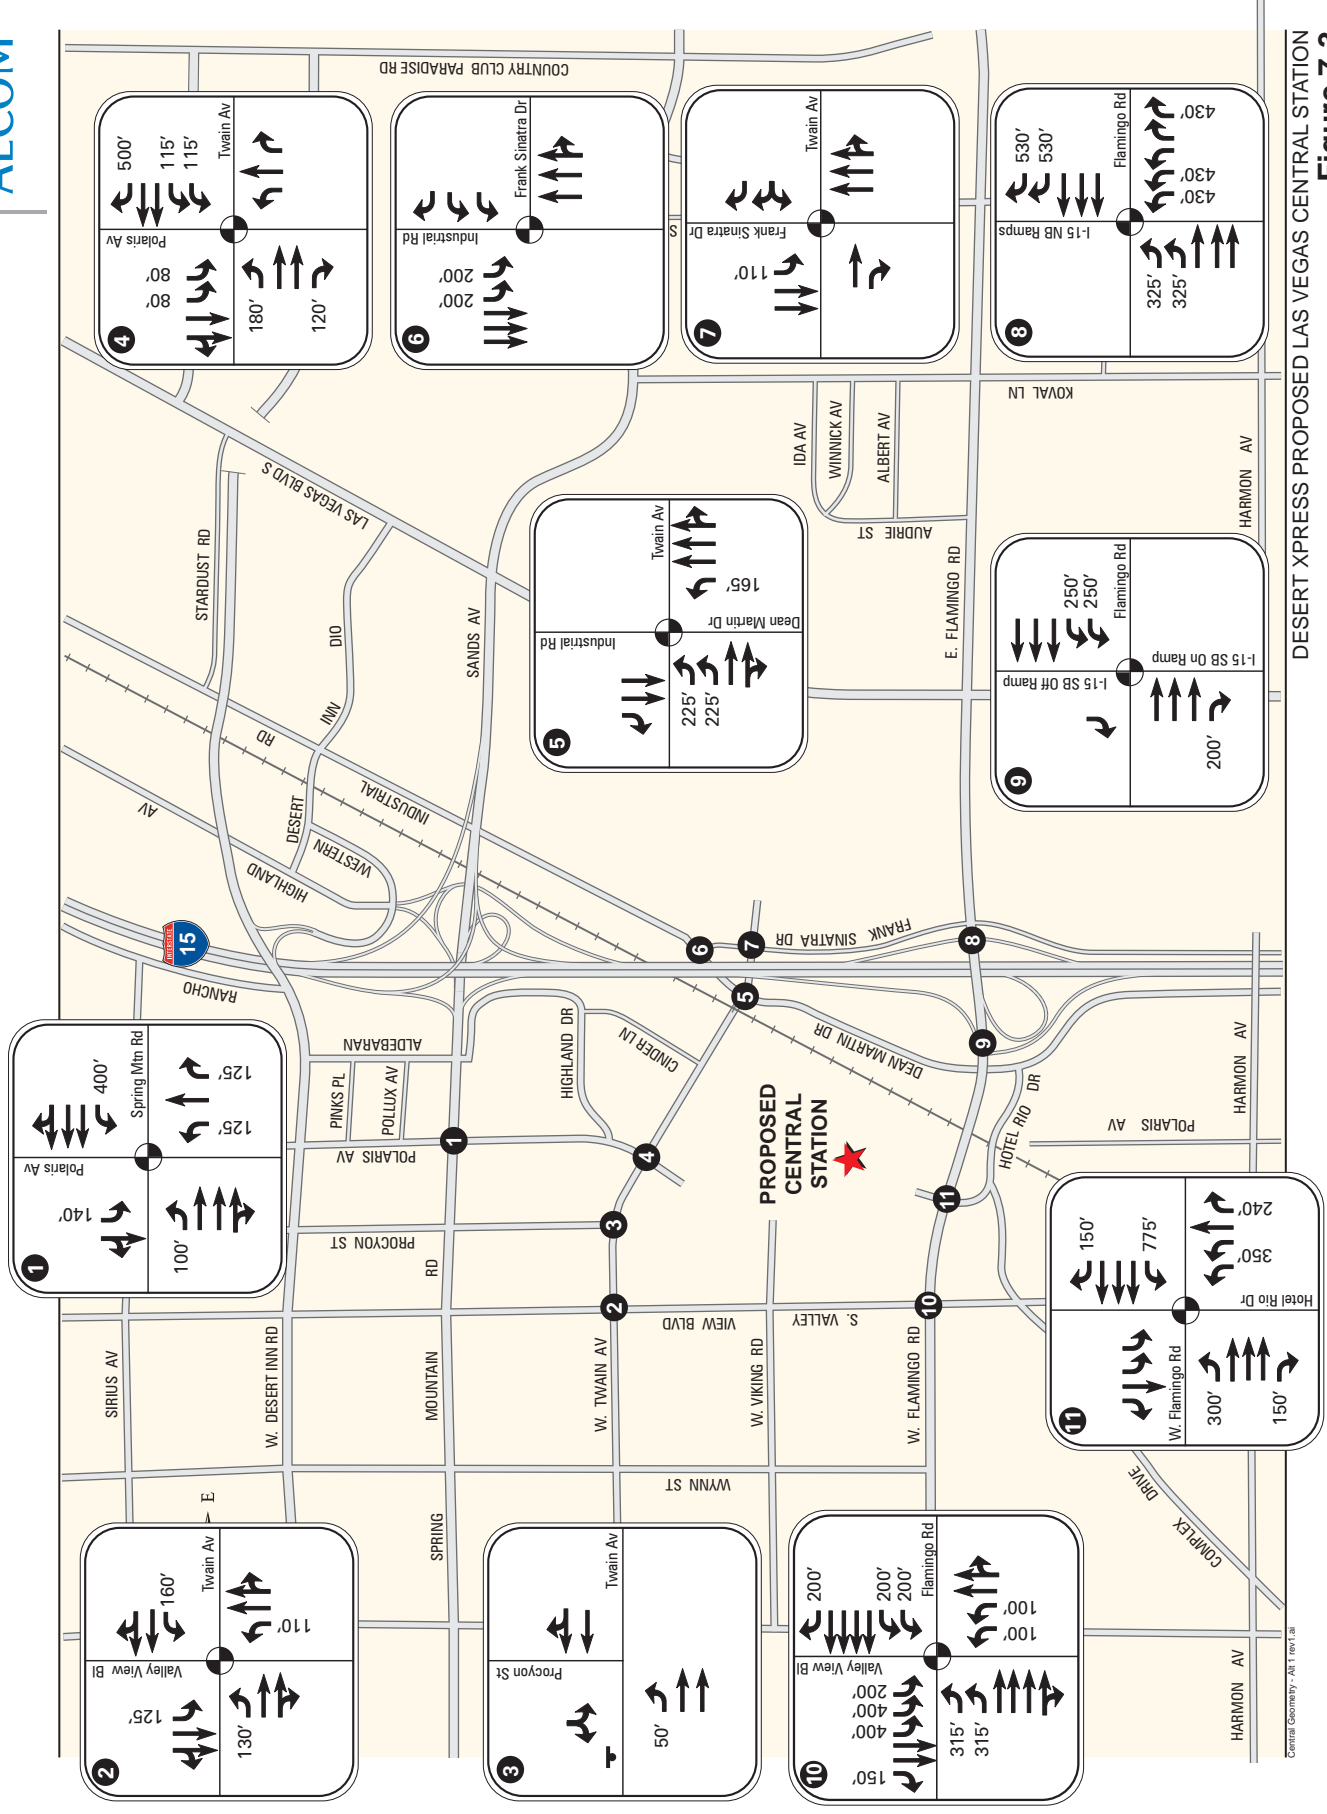 AECOM
DESERT XPRESS PROPOSED LAS VEGAS CENTRAL STATION
COUNTRY CLUB PARADISE RD
LAS VEGAS BLVD S
STARDUST RD
DESERT INN
DIO
SANDS AV
IDA AV
WINNICK AV
ALBERT AV
AUDRIE ST
KOVAL LN
E. FLAMINGO RD
HARMON AV
INDUSTRIAL RD
HIGHLAND AV
WESTERN
INTERSTATE
15
RANCHO
FRANK SINATRA DR
DEAN MARTIN DR
ALDEBARAN
HIGHLAND DR
CINDER LN
PINKS PL
POLLUX AV
POLARIS AV
PROPOSED
CENTRAL
STATION
HOTEL RIO DR
POLARIS AV
HARMON AV
PROCYON ST
SPRING MOUNTAIN RD
SIRIUS AV
W. DESERT INN RD
W. TWAIN AV
S. VALLEY VIEW BLVD
W. VIKING RD
W. FLAMINGO RD
WYNN ST
COMPLEX DRIVE
HARMON AV
E
S
1
2
3
4
5
6
7
8
9
10
11
1
Polaris Av
Spring Mtn Rd
140'
400'
100'
125'
125'
2
Valley View Bl
Twain Av
125'
160'
130'
110'
3
Procyon St
Twain Av
50'
4
Polaris Av
Twain Av
80'
80'
500'
115'
115'
180'
120'
5
Industrial Rd
Twain Av
Dean Martin Dr
225'
225'
165'
6
Industrial Rd
Frank Sinatra Dr
200'
200'
7
Frank Sinatra Dr
Twain Av
110'
8
I-15 NB Ramps
Flamingo Rd
530'
530'
325'
325'
430'
430'
430'
9
I-15 SB Off Ramp
Flamingo Rd
I-15 SB On Ramp
250'
250'
200'
10
Valley View Bl
Flamingo Rd
150'
400'
400'
200'
200'
200'
200'
315'
315'
100'
100'
11
W. Flamingo Rd
Hotel Rio Dr
150'
775'
300'
150'
350'
240'
Central Geometry - Alt 1 rev1.ai